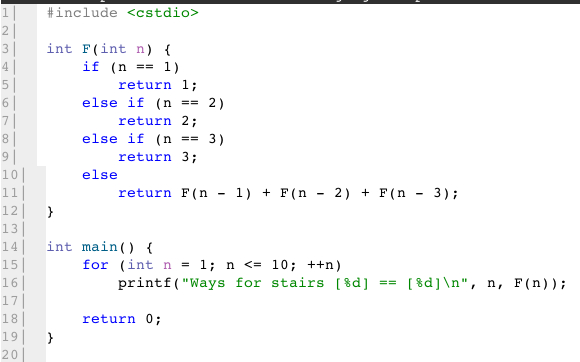 1| #include <cstdio>
2|
3| int F(int n) {
4|     if (n == 1)
5|         return 1;
6|     else if (n == 2)
7|         return 2;
8|     else if (n == 3)
9|         return 3;
10|     else
11|         return F(n - 1) + F(n - 2) + F(n - 3);
12| }
13|
14| int main() {
15|     for (int n = 1; n <= 10; ++n)
16|         printf("Ways for stairs [%d] == [%d]\n", n, F(n));
17|
18|     return 0;
19| }
20|